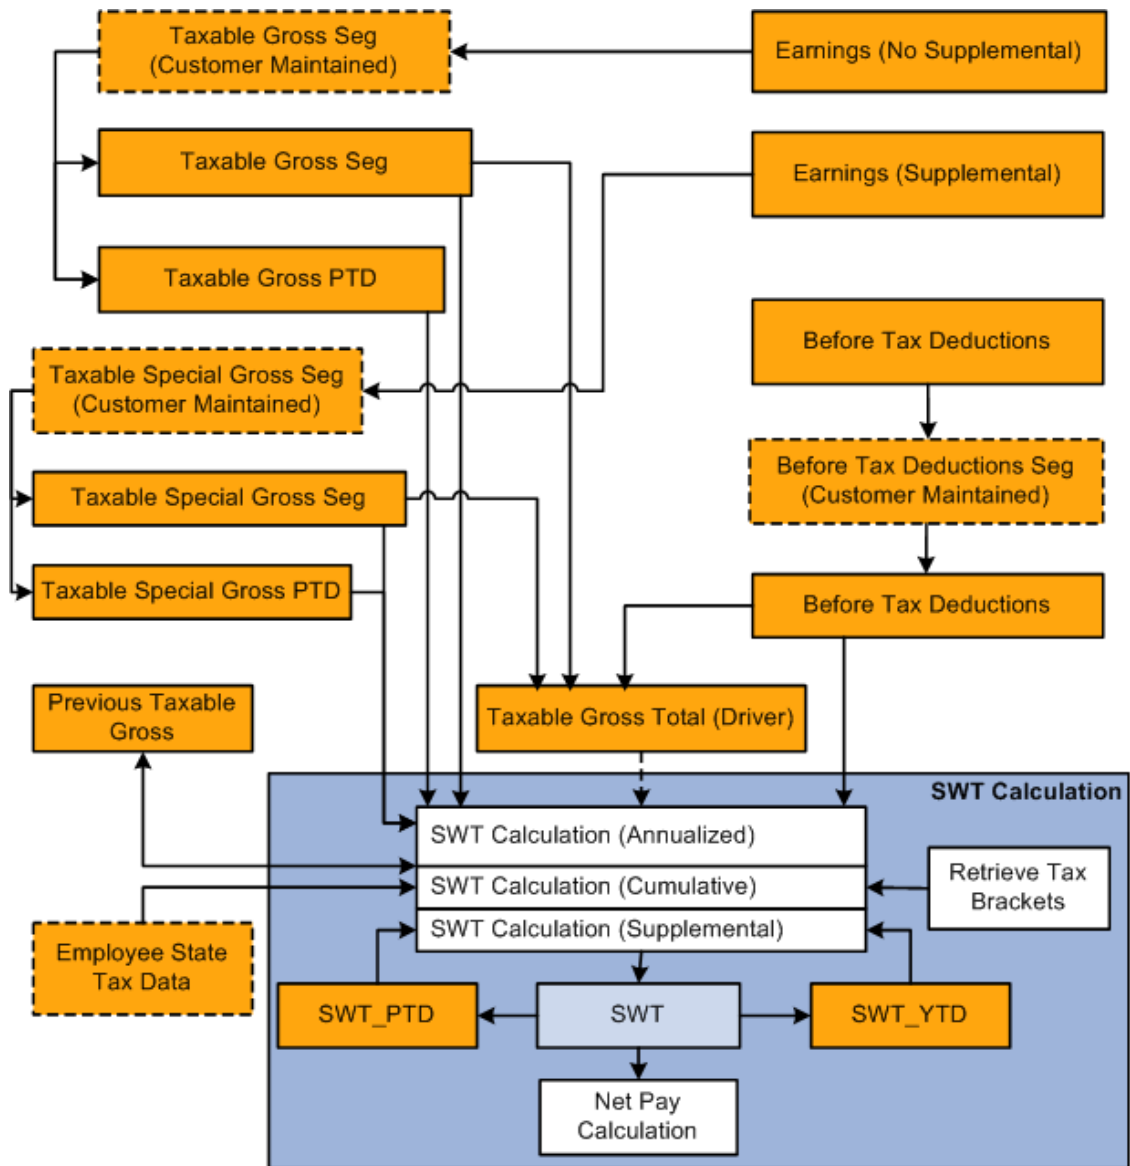 Taxable Gross Seg
(Customer Maintained)
Earnings (No Supplemental)
Taxable Gross Seg
Earnings (Supplemental)
Taxable Gross PTD
Before Tax Deductions
Taxable Special Gross Seg
(Customer Maintained)
Before Tax Deductions Seg
(Customer Maintained)
Taxable Special Gross Seg
Taxable Special Gross PTD
Before Tax Deductions
Previous Taxable
Gross
Taxable Gross Total (Driver)
SWT Calculation
SWT Calculation (Annualized)
SWT Calculation (Cumulative)
SWT Calculation (Supplemental)
Retrieve Tax
Brackets
Employee State
Tax Data
SWT_PTD
SWT
SWT_YTD
Net Pay
Calculation